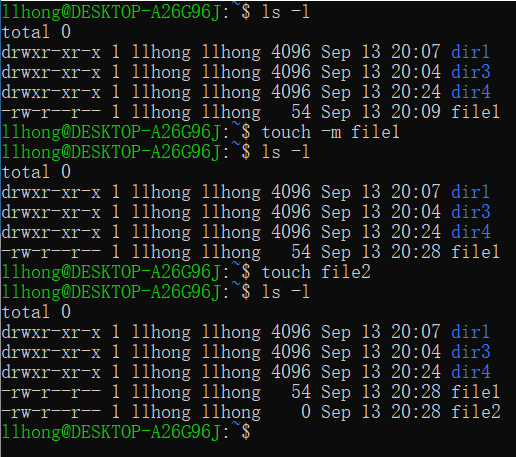 llhong@DESKTOP-A26G96J:~$ ls -l
total 0
drwxr-xr-x 1 llhong llhong 4096 Sep 13 20:07 dir1
drwxr-xr-x 1 llhong llhong 4096 Sep 13 20:04 dir3
drwxr-xr-x 1 llhong llhong 4096 Sep 13 20:24 dir4
-rw-r--r-- 1 llhong llhong   54 Sep 13 20:09 file1
llhong@DESKTOP-A26G96J:~$ touch -m file1
llhong@DESKTOP-A26G96J:~$ ls -l
total 0
drwxr-xr-x 1 llhong llhong 4096 Sep 13 20:07 dir1
drwxr-xr-x 1 llhong llhong 4096 Sep 13 20:04 dir3
drwxr-xr-x 1 llhong llhong 4096 Sep 13 20:24 dir4
-rw-r--r-- 1 llhong llhong   54 Sep 13 20:28 file1
llhong@DESKTOP-A26G96J:~$ touch file2
llhong@DESKTOP-A26G96J:~$ ls -l
total 0
drwxr-xr-x 1 llhong llhong 4096 Sep 13 20:07 dir1
drwxr-xr-x 1 llhong llhong 4096 Sep 13 20:04 dir3
drwxr-xr-x 1 llhong llhong 4096 Sep 13 20:24 dir4
-rw-r--r-- 1 llhong llhong   54 Sep 13 20:28 file1
-rw-r--r-- 1 llhong llhong    0 Sep 13 20:28 file2
llhong@DESKTOP-A26G96J:~$